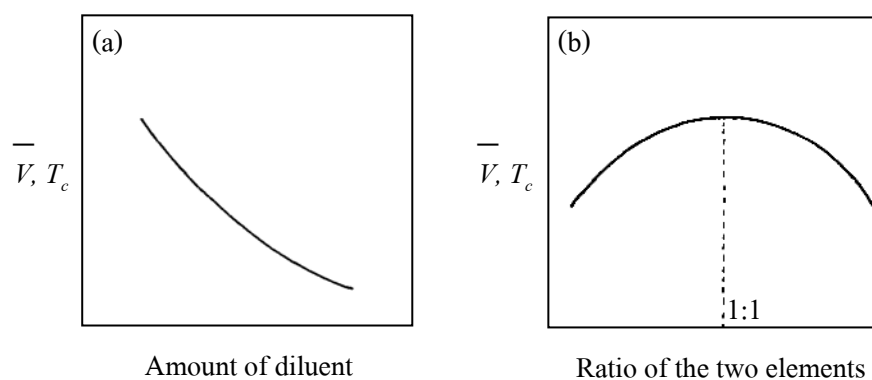 (a)
V̅, T_c
Amount of diluent
(b)
V̅, T_c
1:1
Ratio of the two elements